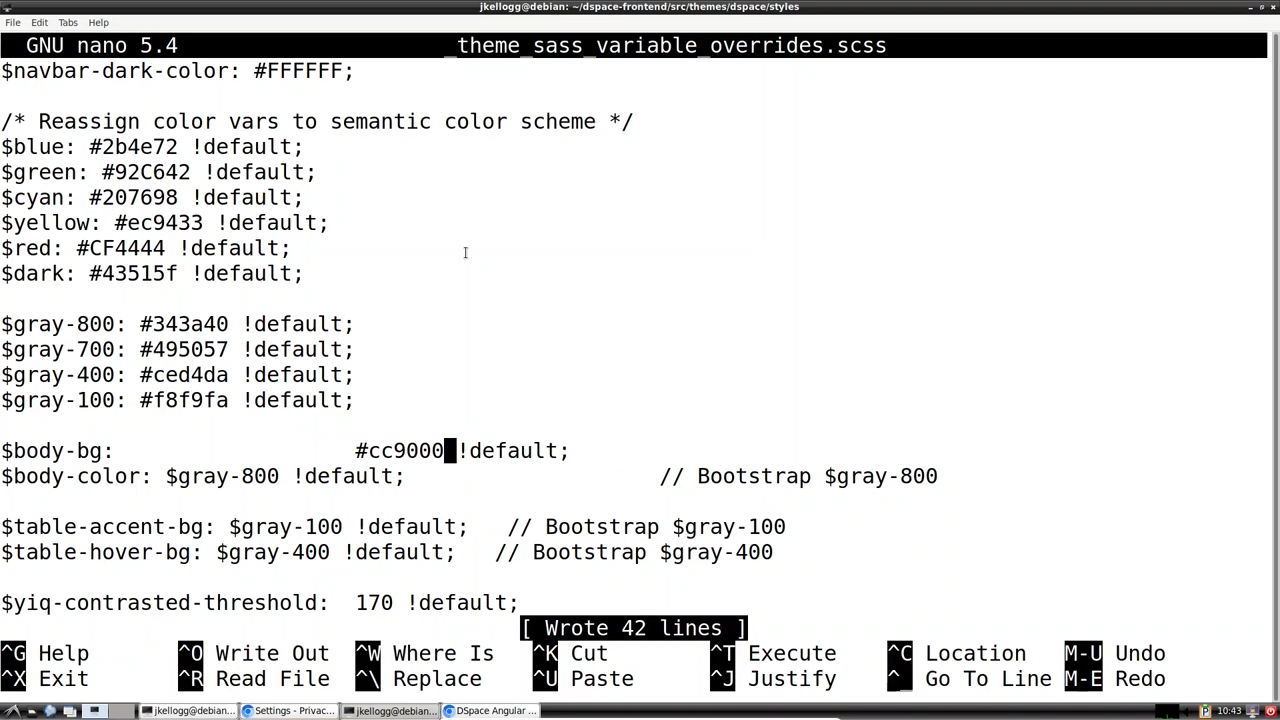 jkellogg@debian: ~/dspace-frontend/src/themes/dspace/styles
File Edit Tabs Help
GNU nano 5.4 _theme_sass_variable_overrides.scss
$navbar-dark-color: #FFFFFF;
/* Reassign color vars to semantic color scheme */
$blue: #2b4e72 !default;
$green: #92C642 !default;
$cyan: #207698 !default;
$yellow: #ec9433 !default;
$red: #CF4444 !default;
$dark: #43515f !default;
$gray-800: #343a40 !default;
$gray-700: #495057 !default;
$gray-400: #ced4da !default;
$gray-100: #f8f9fa !default;
$body-bg: #cc9000 !default;
$body-color: $gray-800 !default; // Bootstrap $gray-800
$table-accent-bg: $gray-100 !default; // Bootstrap $gray-100
$table-hover-bg: $gray-400 !default; // Bootstrap $gray-400
$yiq-contrasted-threshold: 170 !default;
[ Wrote 42 lines ]
^G Help ^O Write Out ^W Where Is ^K Cut ^T Execute ^C Location M-U Undo
^X Exit ^R Read File ^\ Replace ^U Paste ^J Justify ^_ Go To Line M-E Redo
jkellogg@debian... Settings - Privac... jkellogg@debian... DSpace Angular ... 10:43